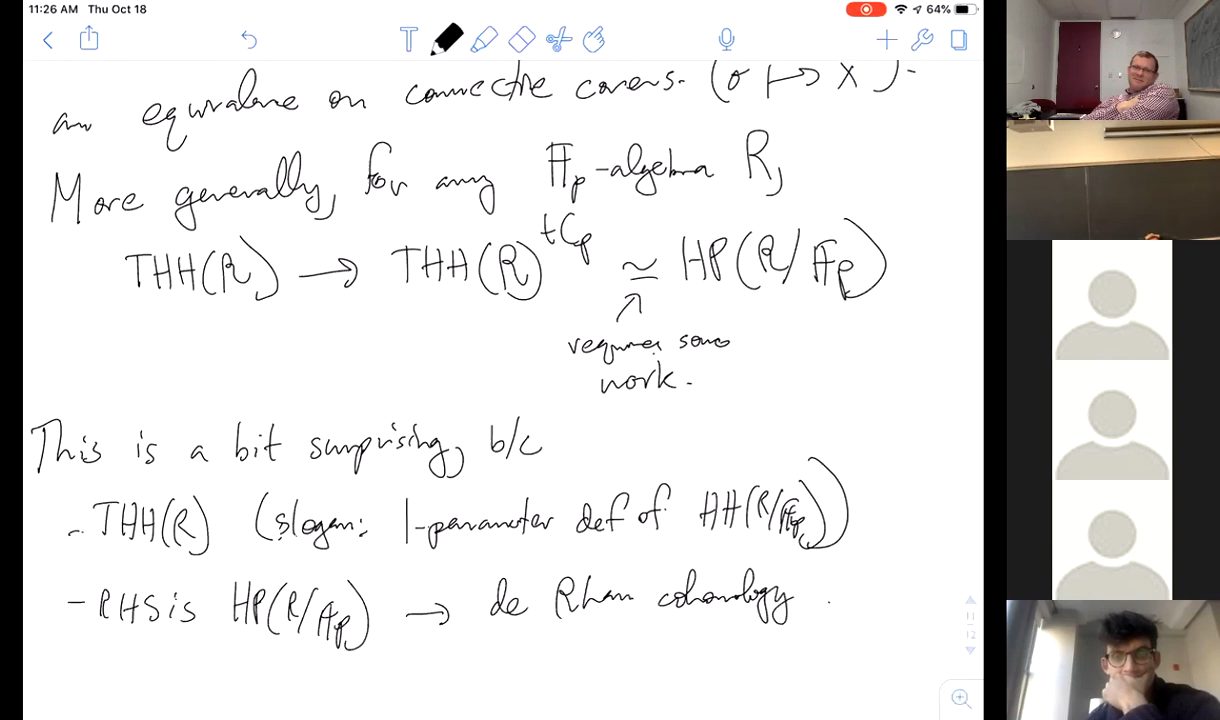 11:26 AM Thu Oct 18
64%
T
an equivalence on connective covers. (σ ↦ x).
More generally, for any 𝔽p-algebra R,
THH(R) → THH(R)^{tCp} ≃ HP(R/𝔽p)
↑
requires some
work.
This is a bit surprising, b/c
- THH(R) (slogan: 1-parameter def of HH(R/𝔽p))
- RHS is HP(R/𝔽p) → de Rham cohomology.
11
12